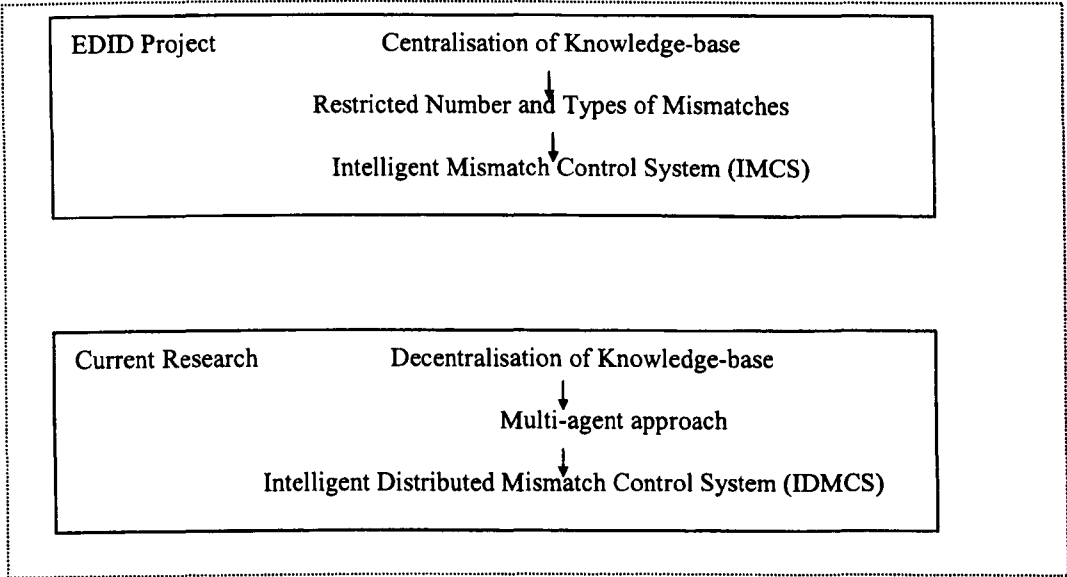 EDID Project Centralisation of Knowledge-base
Restricted Number and Types of Mismatches
Intelligent Mismatch Control System (IMCS)
Current Research Decentralisation of Knowledge-base
Multi-agent approach
Intelligent Distributed Mismatch Control System (IDMCS)